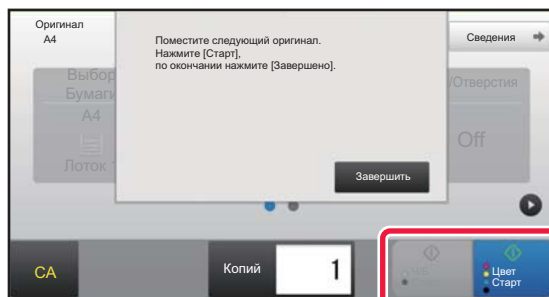 Оригинал
A4
Поместите следующий оригинал.
Нажмите [Старт],
по окончании нажмите [Завершено].
Сведения
Выбор
Бумаги
A4
Лоток
/Отверстия
Off
Завершить
CA
Копий
1
Ч/Б
Старт
Цвет
Старт